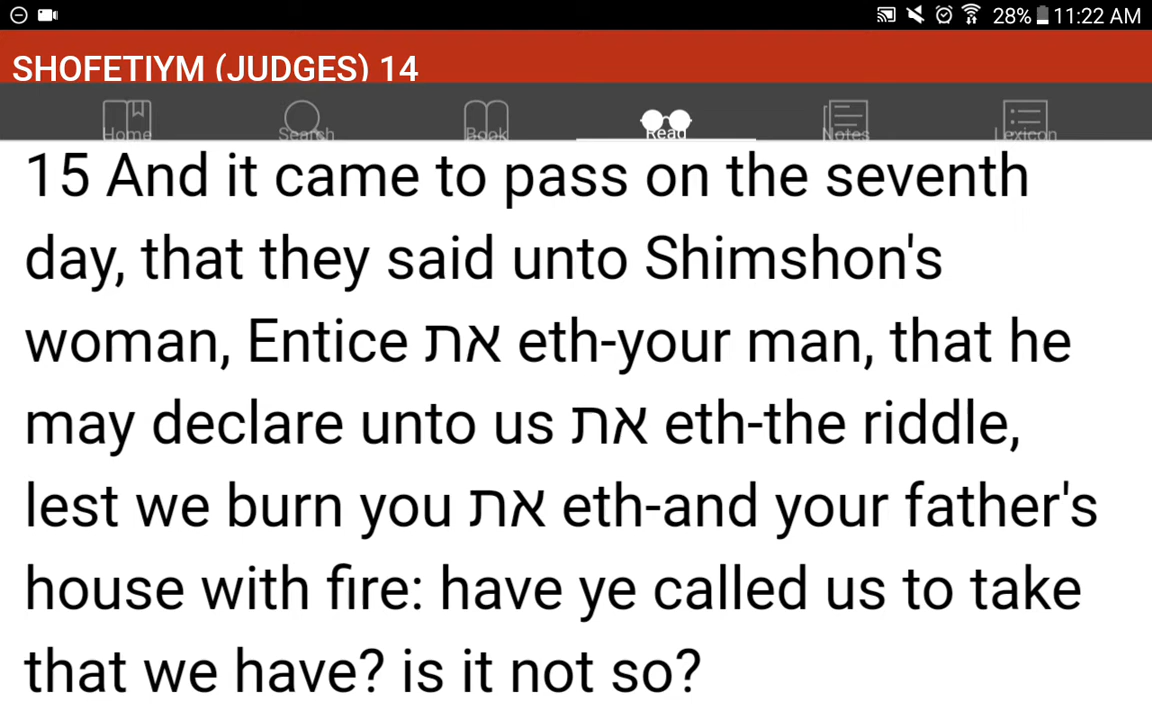 28% 11:22 AM
SHOFETIYM (JUDGES) 14
Home Search Book Read Notes Lexicon
15 And it came to pass on the seventh
day, that they said unto Shimshon's
woman, Entice את eth-your man, that he
may declare unto us את eth-the riddle,
lest we burn you את eth-and your father's
house with fire: have ye called us to take
that we have? is it not so?